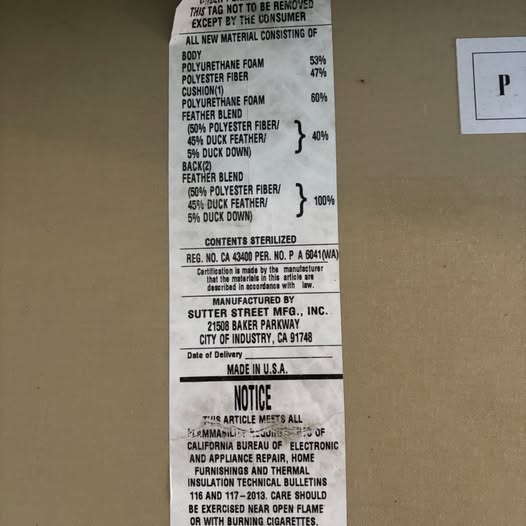 THIS TAG NOT TO BE REMOVED
EXCEPT BY THE CONSUMER
ALL NEW MATERIAL CONSISTING OF
BODY
POLYURETHANE FOAM 53%
POLYESTER FIBER 47%
CUSHION(1)
POLYURETHANE FOAM 60%
FEATHER BLEND
(50% POLYESTER FIBER/
45% DUCK FEATHER/ 40%
5% DUCK DOWN)
BACK(2)
FEATHER BLEND
(50% POLYESTER FIBER/
45% DUCK FEATHER/ 100%
5% DUCK DOWN)
CONTENTS STERILIZED
REG. NO. CA 43400 PER. NO. P A 6041(WA)
Certification is made by the manufacturer
that the materials in this article are
described in accordance with law.
MANUFACTURED BY
SUTTER STREET MFG., INC.
21508 BAKER PARKWAY
CITY OF INDUSTRY, CA 91748
Date of Delivery
MADE IN U.S.A.
NOTICE
THIS ARTICLE MEETS ALL
FLAMMABILITY REQUIREMENTS OF
CALIFORNIA BUREAU OF ELECTRONIC
AND APPLIANCE REPAIR, HOME
FURNISHINGS AND THERMAL
INSULATION TECHNICAL BULLETINS
116 AND 117-2013. CARE SHOULD
BE EXERCISED NEAR OPEN FLAME
OR WITH BURNING CIGARETTES.
P